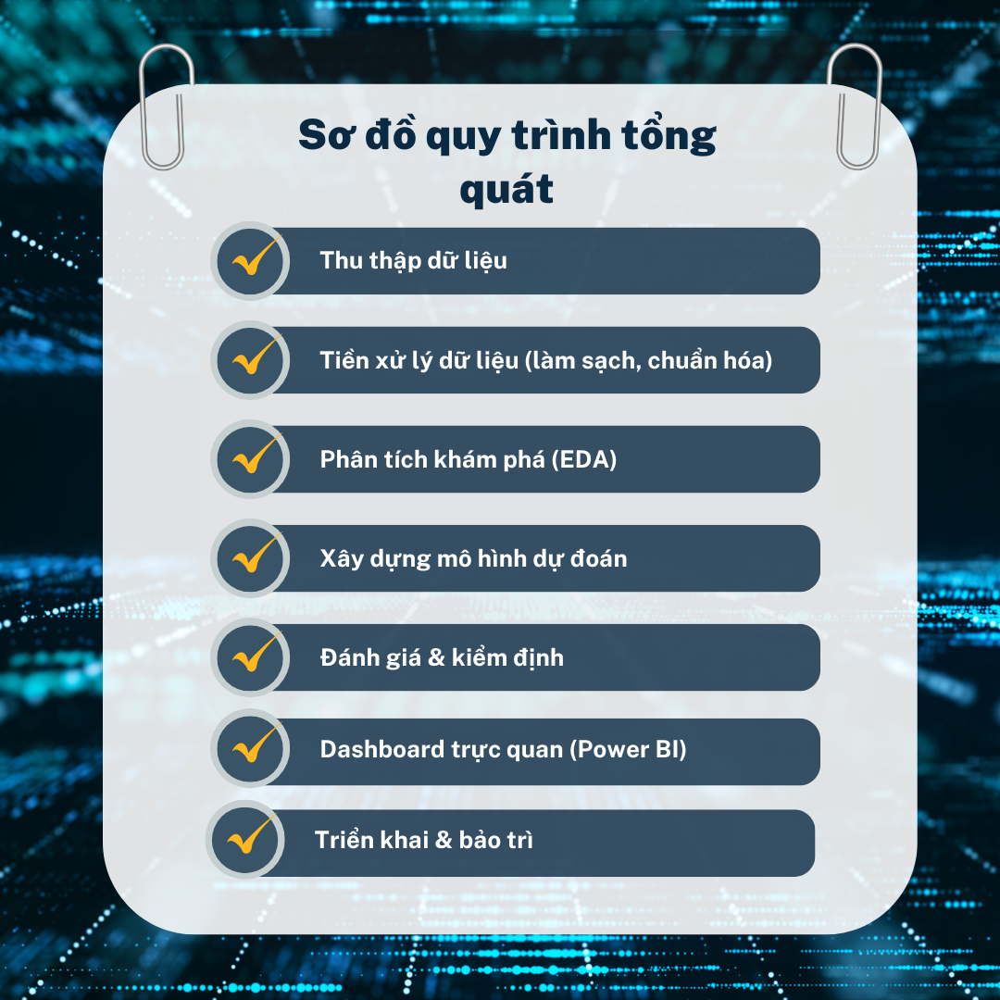 Sơ đồ quy trình tổng
quát
Thu thập dữ liệu
Tiền xử lý dữ liệu (làm sạch, chuẩn hóa)
Phân tích khám phá (EDA)
Xây dựng mô hình dự đoán
Đánh giá & kiểm định
Dashboard trực quan (Power BI)
Triển khai & bảo trì